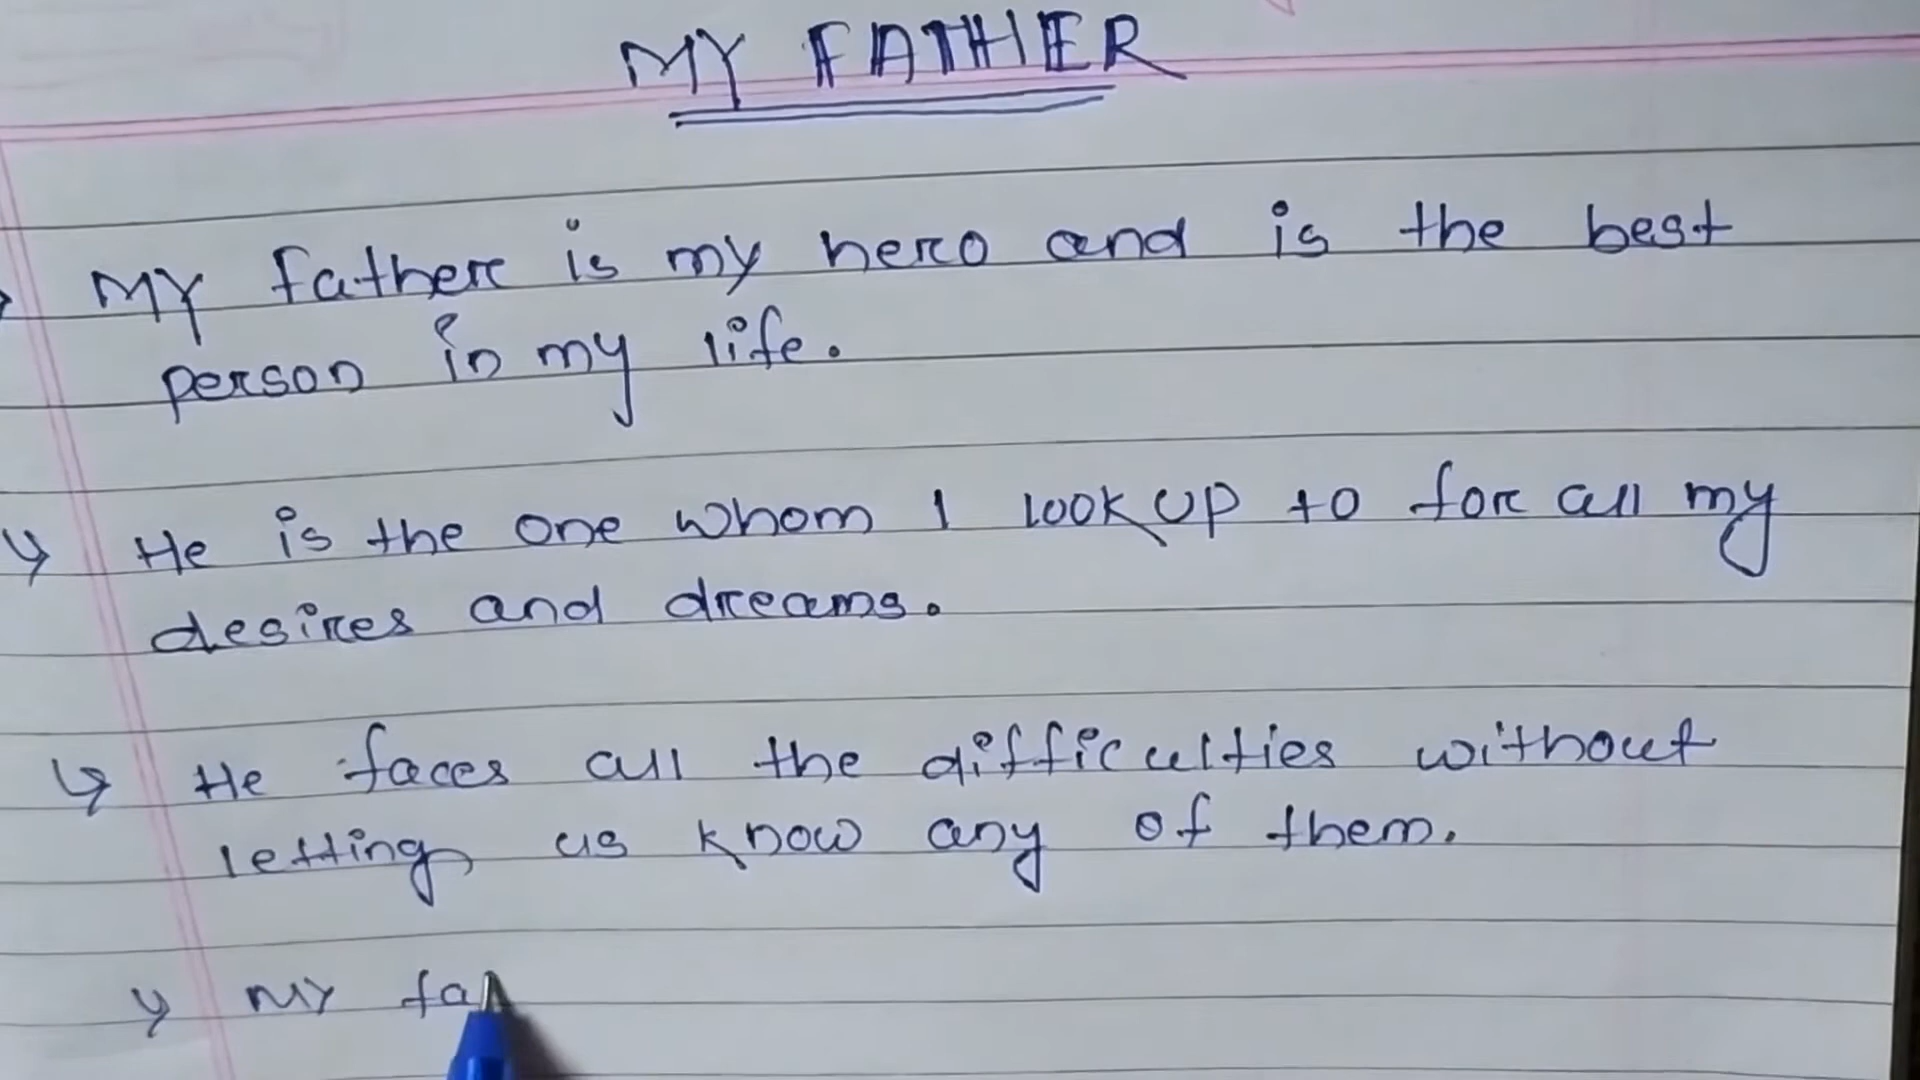 MY FATHER
MY father is my hero and is the best
person in my life.
He is the one whom I look up to for all my
desires and dreams.
He faces all the difficulties without
letting us know any of them.
MY fa